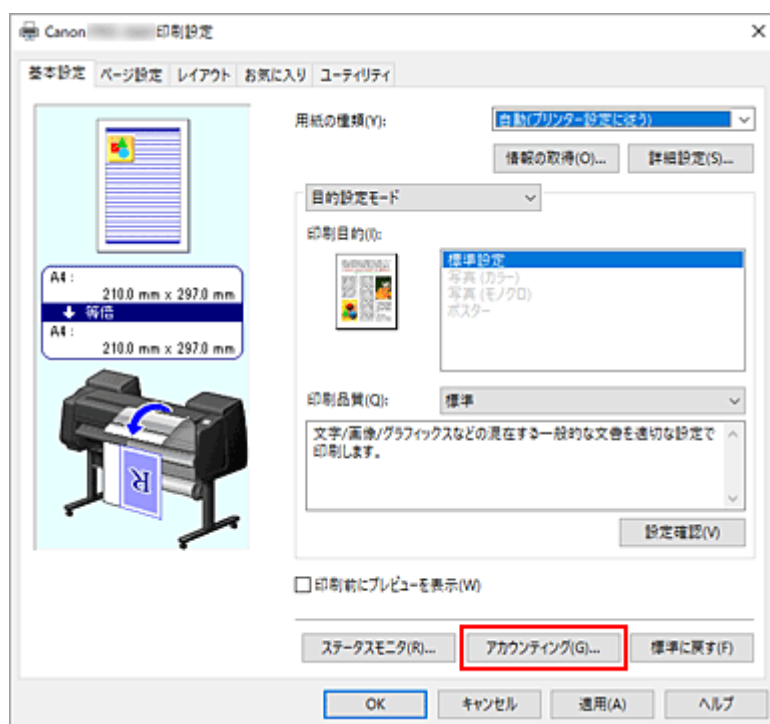 Canon 印刷設定
基本設定 ページ設定 レイアウト お気に入り ユーティリティ
用紙の種類(Y):
自動(プリンター設定に従う)
情報の取得(O)... 詳細設定(S)...
目的設定モード
印刷目的(I):
標準設定
写真 (カラー)
写真 (モノクロ)
ポスター
A4 :
210.0 mm x 297.0 mm
等倍
A4 :
210.0 mm x 297.0 mm
R
印刷品質(Q):
標準
文字/画像/グラフィックスなどの混在する一般的な文書を適切な設定で
印刷します。
設定確認(V)
印刷前にプレビューを表示(W)
ステータスモニタ(R)... アカウンティング(G)... 標準に戻す(F)
OK キャンセル 適用(A) ヘルプ